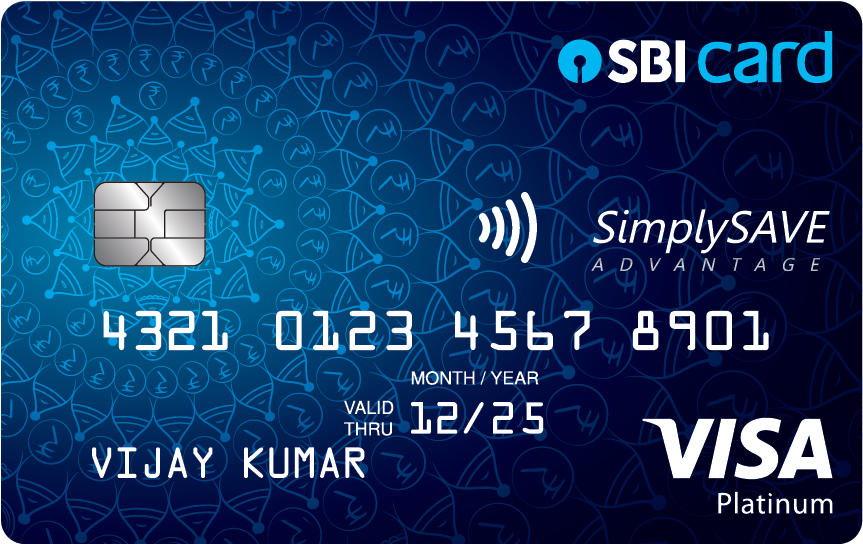 SBI card
SimplySAVE
ADVANTAGE
4321 0123 4567 8901
MONTH / YEAR
VALID THRU 12/25
VIJAY KUMAR
VISA
Platinum